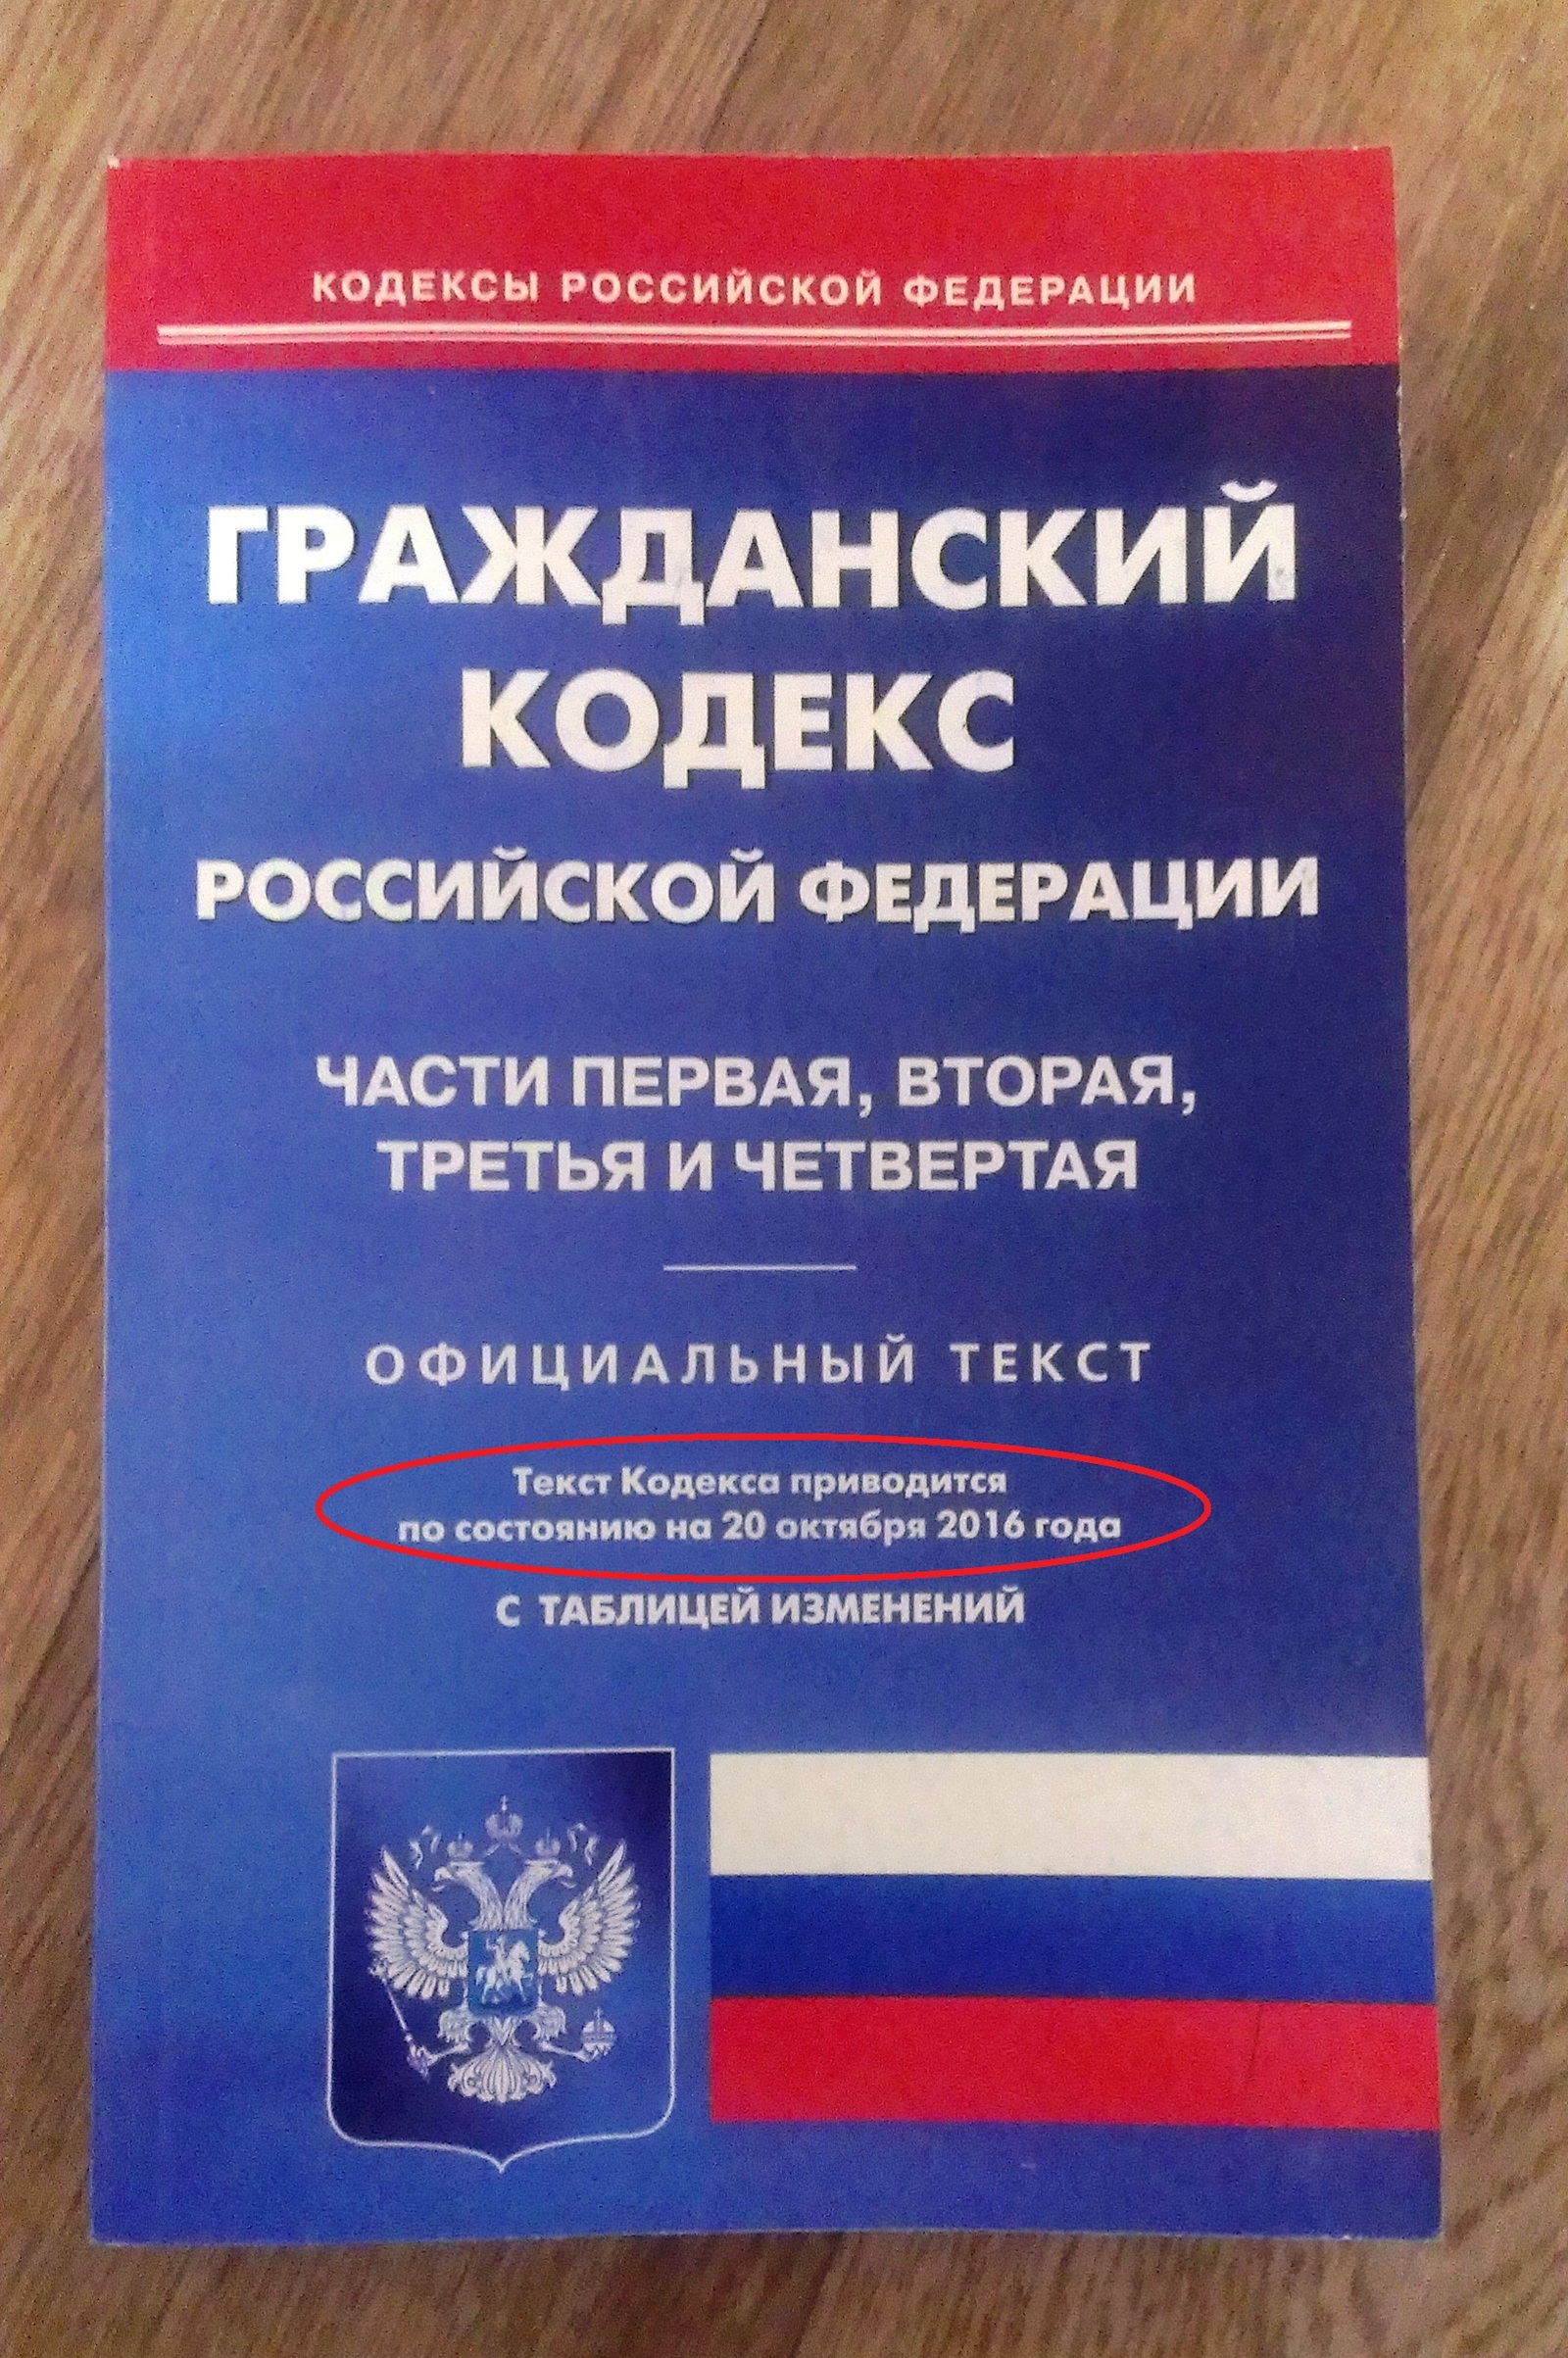 КОДЕКСЫ РОССИЙСКОЙ ФЕДЕРАЦИИ
ГРАЖДАНСКИЙ
КОДЕКС
РОССИЙСКОЙ ФЕДЕРАЦИИ
ЧАСТИ ПЕРВАЯ, ВТОРАЯ,
ТРЕТЬЯ И ЧЕТВЕРТАЯ
ОФИЦИАЛЬНЫЙ ТЕКСТ
Текст Кодекса приводится
по состоянию на 20 октября 2016 года
С ТАБЛИЦЕЙ ИЗМЕНЕНИЙ